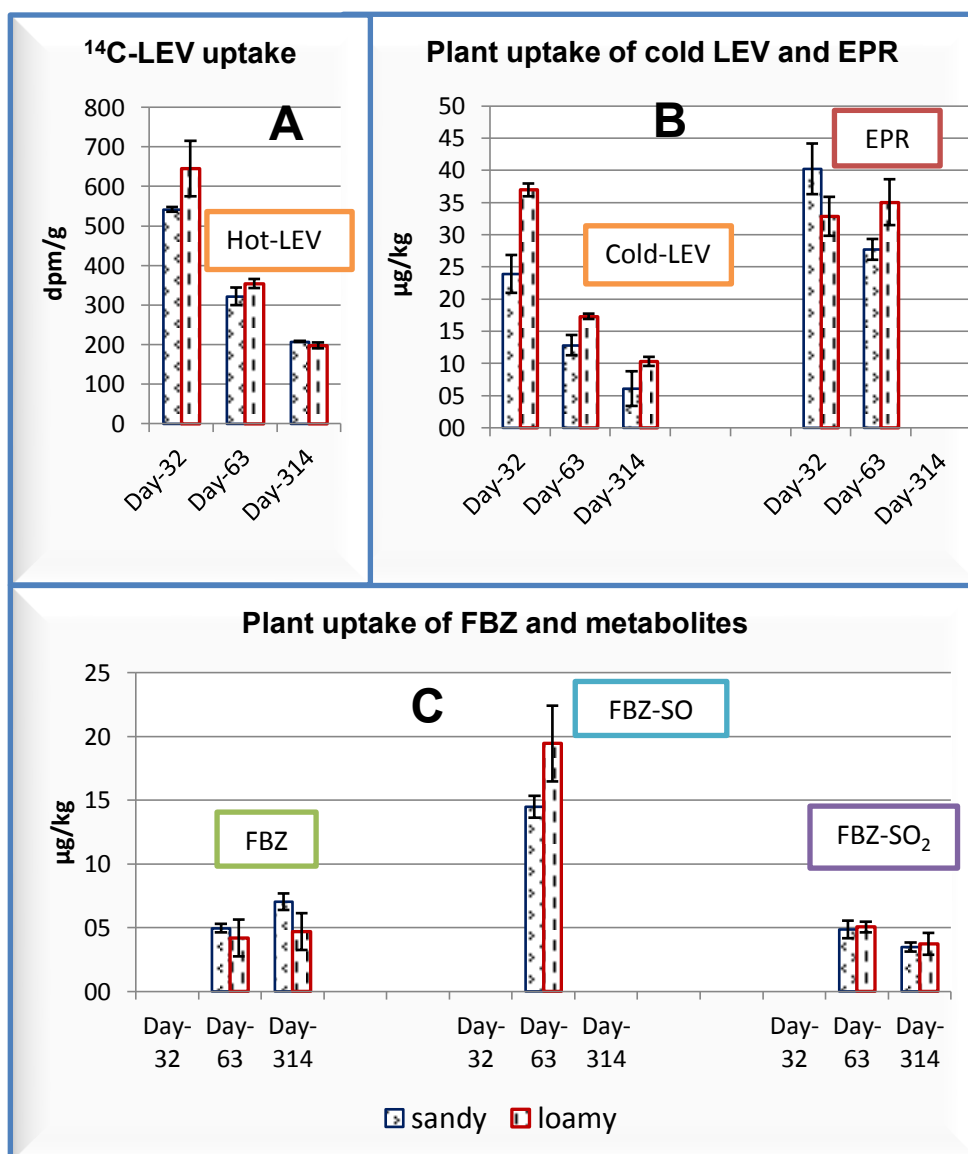 ¹⁴C-LEV uptake
A
800
700
600
500
400
300
200
100
0
dpm/g
Hot-LEV
Day-32
Day-63
Day-314
Plant uptake of cold LEV and EPR
B
50
45
40
35
30
25
20
15
10
05
00
µg/kg
EPR
Cold-LEV
Day-32
Day-63
Day-314
Day-32
Day-63
Day-314
Plant uptake of FBZ and metabolites
C
25
20
15
10
05
00
µg/kg
FBZ-SO
FBZ
FBZ-SO₂
Day-32
Day-63
Day-314
Day-32
Day-63
Day-314
Day-32
Day-63
Day-314
sandy
loamy